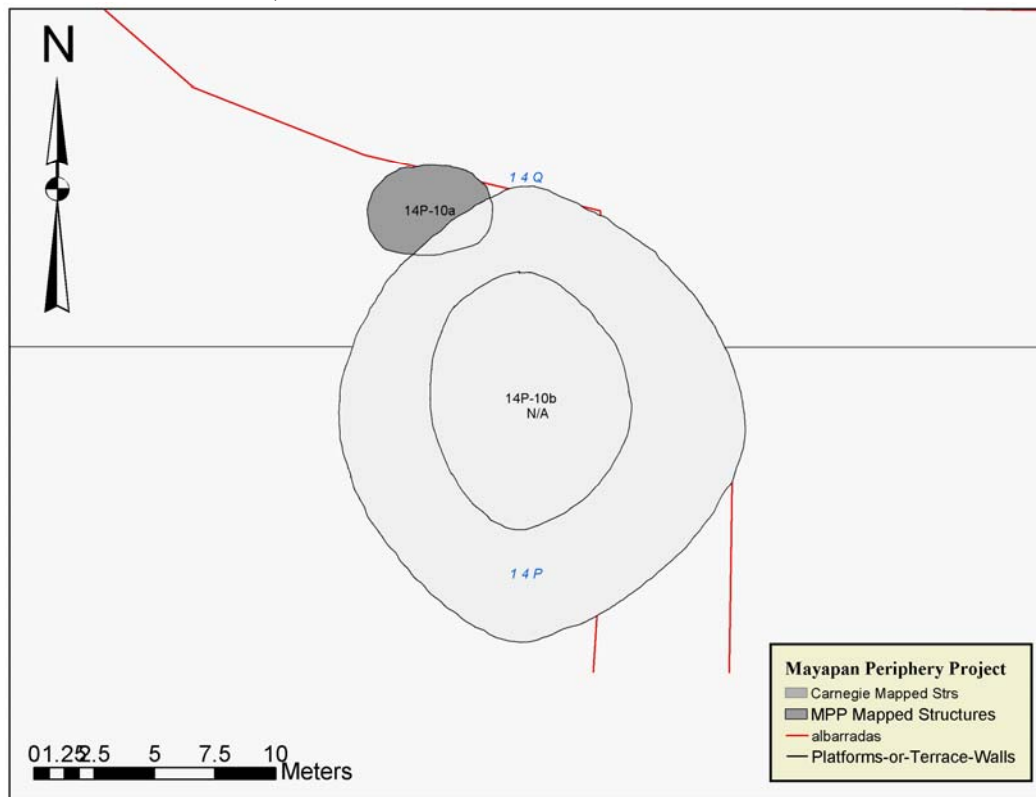 N
14Q
14P-10a
14P-10b
N/A
14P
Mayapan Periphery Project
Carnegie Mapped Strs
MPP Mapped Structures
albarradas
Platforms-or-Terrace-Walls
01.252.5 5 7.5 10
Meters